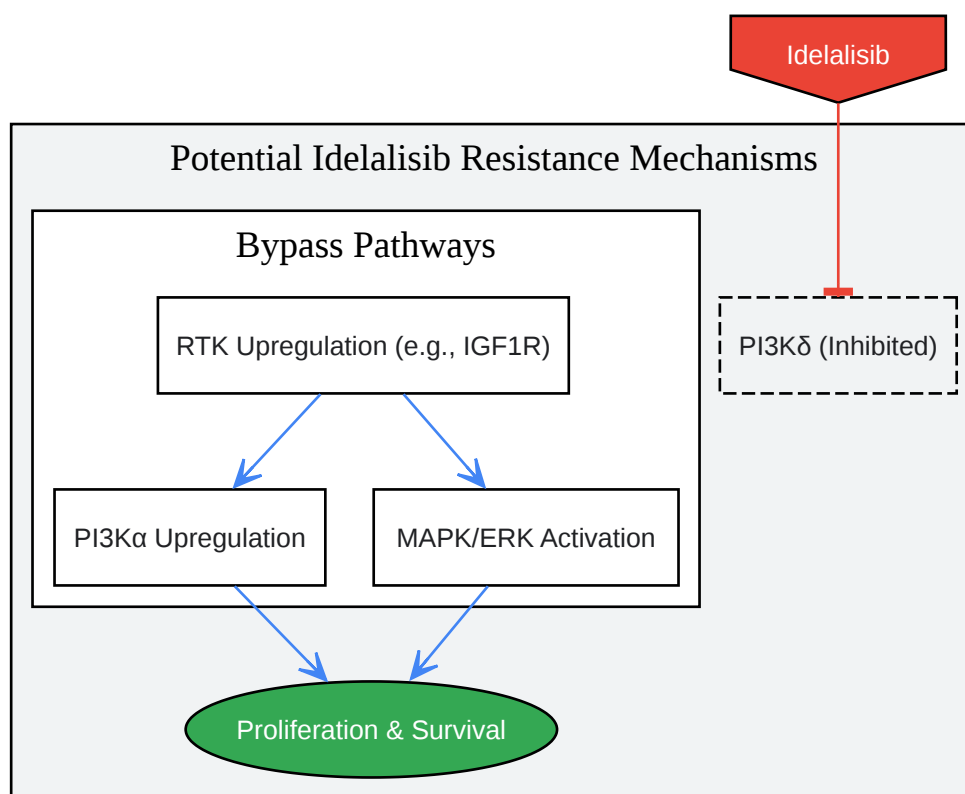 Idelalisib
Potential Idelalisib Resistance Mechanisms
Bypass Pathways
RTK Upregulation (e.g., IGF1R)
PI3Kδ (Inhibited)
PI3Kα Upregulation
MAPK/ERK Activation
Proliferation & Survival